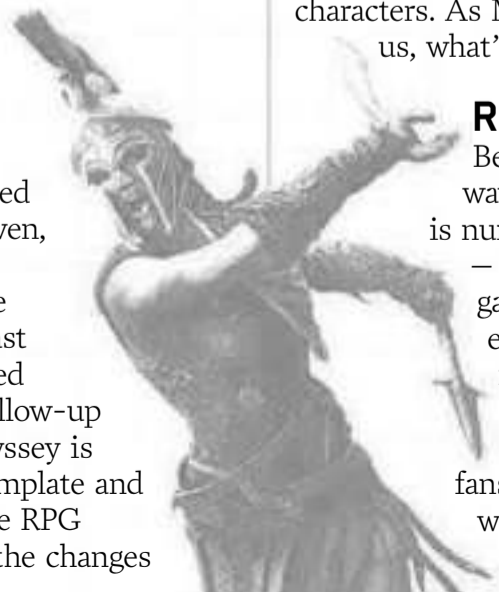 ed
ven,
e
st
ed
llow-up
yssey is
mplate and
e RPG
the changes
characters. As M
us, what’
R
Be
wa
is nu
–
ga
e
fans
w